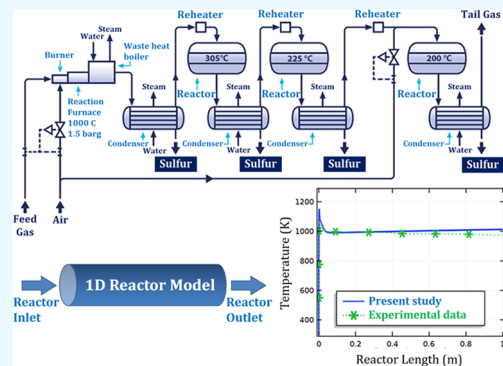 Steam
Water
Burner
Waste heat
boiler
Reaction
Furnace
1000 C
1.5 barg
Feed
Gas
Air
Reheater
305°C
Reactor
Steam
Water
Condenser
Sulfur
Reheater
225°C
Reactor
Steam
Water
Condenser
Sulfur
Reheater
Condenser
Sulfur
Tail Gas
200°C
Reactor
Steam
Water
Condenser
Sulfur
Reactor
Inlet
1D Reactor Model
Reactor
Outlet
Temperature (K)
1200
1000
800
600
400
Present study
Experimental data
0
0.2
0.4
0.6
0.8
1
Reactor Length (m)